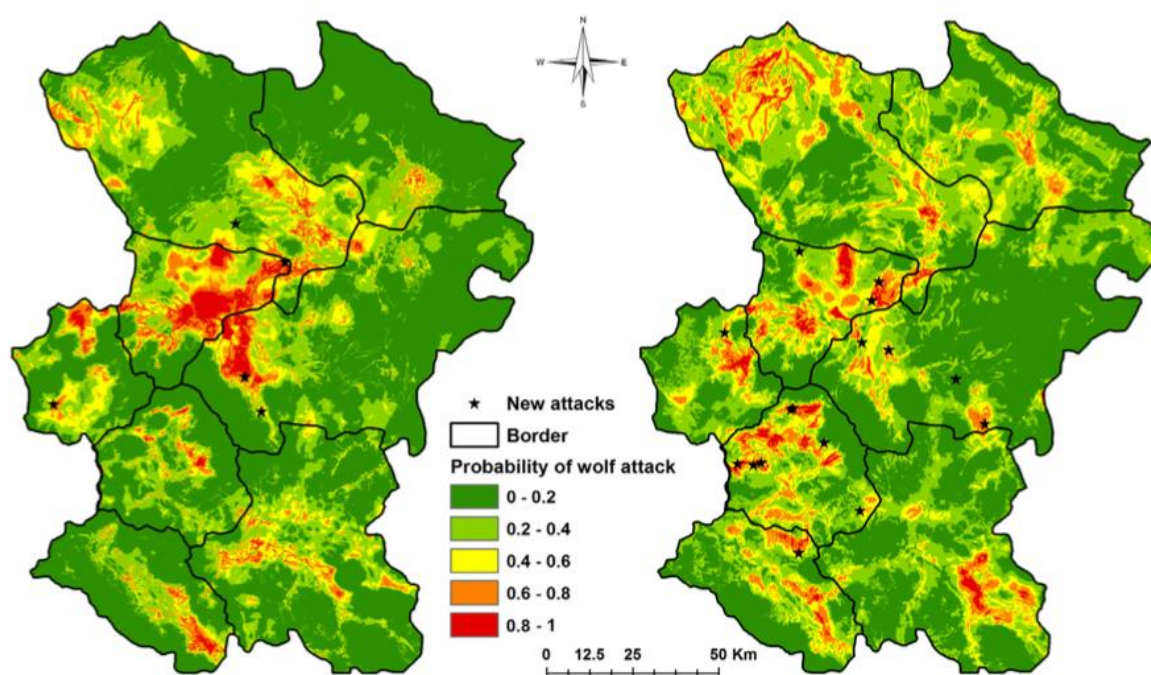 N
W E
S
New attacks
Border
Probability of wolf attack
0 - 0.2
0.2 - 0.4
0.4 - 0.6
0.6 - 0.8
0.8 - 1
0 12.5 25 50 Km